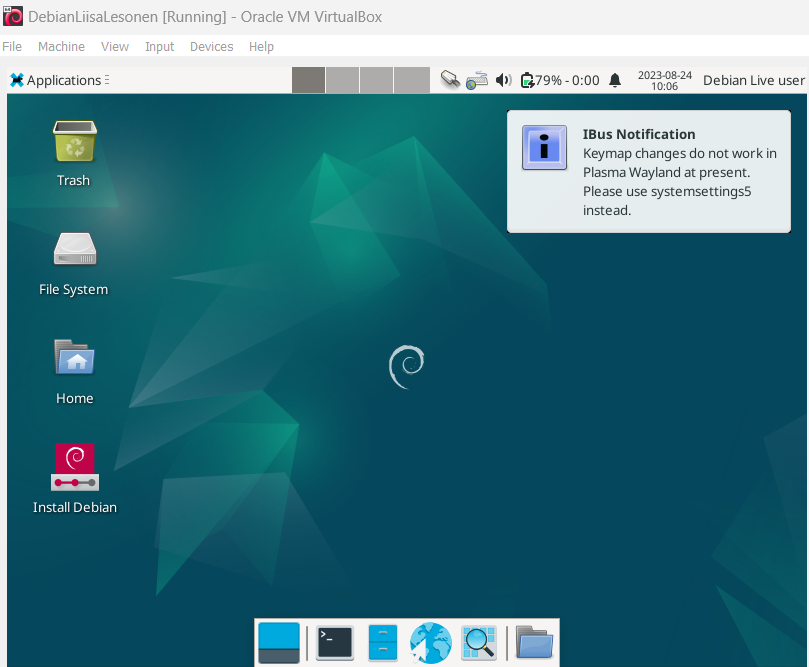 DebianLiisaLesonen [Running] - Oracle VM VirtualBox
File Machine View Input Devices Help
Applications
79% - 0:00
2023-08-24
10:06
Debian Live user
IBus Notification
Keymap changes do not work in
Plasma Wayland at present.
Please use systemsettings5
instead.
Trash
File System
Home
Install Debian
>_